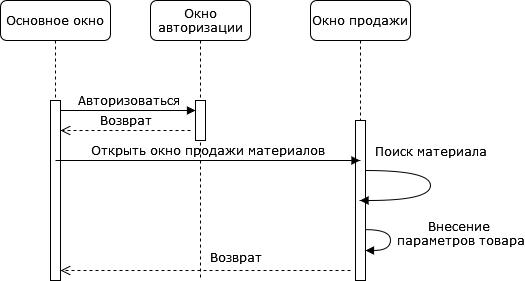 Основное окно
Окно
авторизации
Окно продажи
Авторизоваться
Возврат
Открыть окно продажи материалов
Поиск материала
Внесение
параметров товара
Возврат